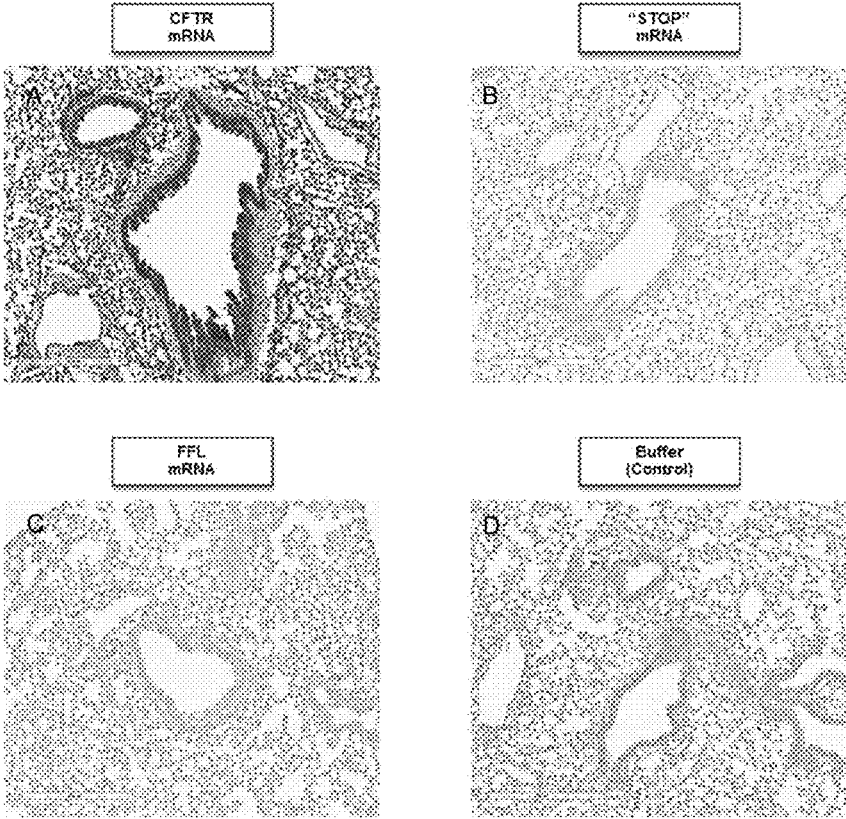 CFTR
mRNA
“STOP”
mRNA
A
B
FFL
mRNA
Buffer
(Control)
C
D